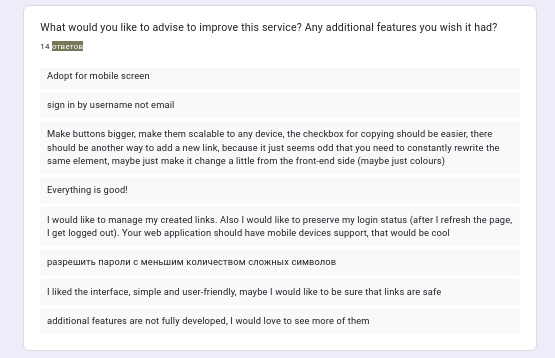 What would you like to advise to improve this service? Any additional features you wish it had?
14 ответов
Adopt for mobile screen
sign in by username not email
Make buttons bigger, make them scalable to any device, the checkbox for copying should be easier, there
should be another way to add a new link, because it just seems odd that you need to constantly rewrite the
same element, maybe just make it change a little from the front-end side (maybe just colours)
Everything is good!
I would like to manage my created links. Also I would like to preserve my login status (after I refresh the page,
I get logged out). Your web application should have mobile devices support, that would be cool
разрешить пароли с меньшим количеством сложных символов
I liked the interface, simple and user-friendly, maybe I would like to be sure that links are safe
additional features are not fully developed, I would love to see more of them